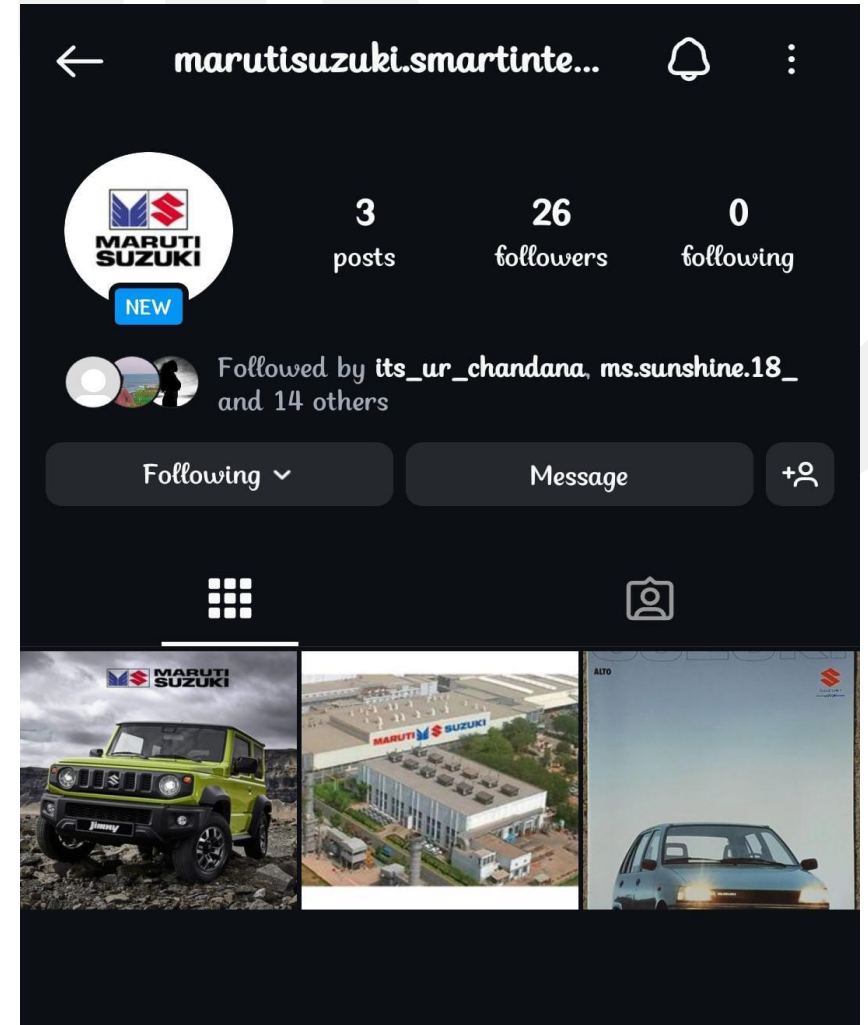 marutisuzuki.smartinte...
MARUTI
SUZUKI
NEW
3
posts
26
followers
0
following
Followed by its_ur_chandana, ms.sunshine.18_
and 14 others
Following
Message
MARUTI
SUZUKI
Jimny
MARUTI SUZUKI
SUZUKI
ALTO